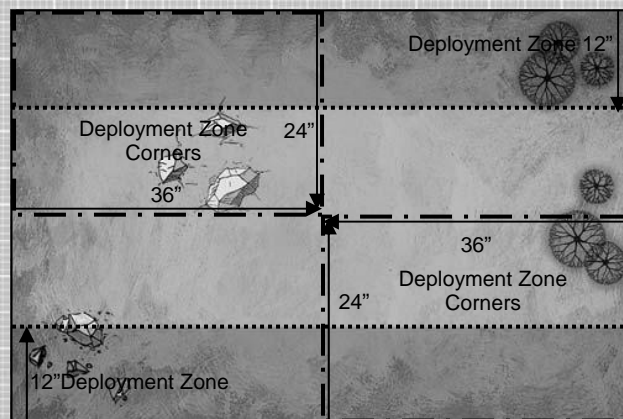 Deployment Zone 12”
Deployment Zone
Corners
24”
36”
36”
Deployment Zone
Corners
24”
12”Deployment Zone